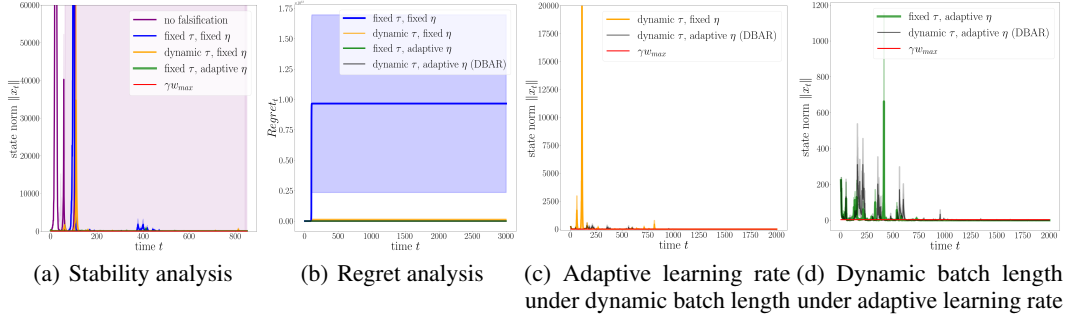 no falsification
fixed τ, fixed η
dynamic τ, fixed η
fixed τ, adaptive η
γw_max
state norm ‖x_t‖
60000
50000
40000
30000
20000
10000
0
0 200 400 600 800
time t
(a) Stability analysis
fixed τ, fixed η
dynamic τ, fixed η
fixed τ, adaptive η
dynamic τ, adaptive η (DBAR)
Regret_t
1.75
1.50
1.25
1.00
0.75
0.50
0.25
0.00
0 500 1000 1500 2000 2500 3000
time t
(b) Regret analysis
dynamic τ, fixed η
dynamic τ, adaptive η (DBAR)
γw_max
state norm ‖x_t‖
20000
17500
15000
12500
10000
7500
5000
2500
0
0 250 500 750 1000 1250 1500 1750 2000
time t
(c) Adaptive learning rate
under dynamic batch length
fixed τ, adaptive η
dynamic τ, adaptive η (DBAR)
γw_max
state norm ‖x_t‖
1200
1000
800
600
400
200
0
0 250 500 750 1000 1250 1500 1750 2000
time t
(d) Dynamic batch length
under adaptive learning rate